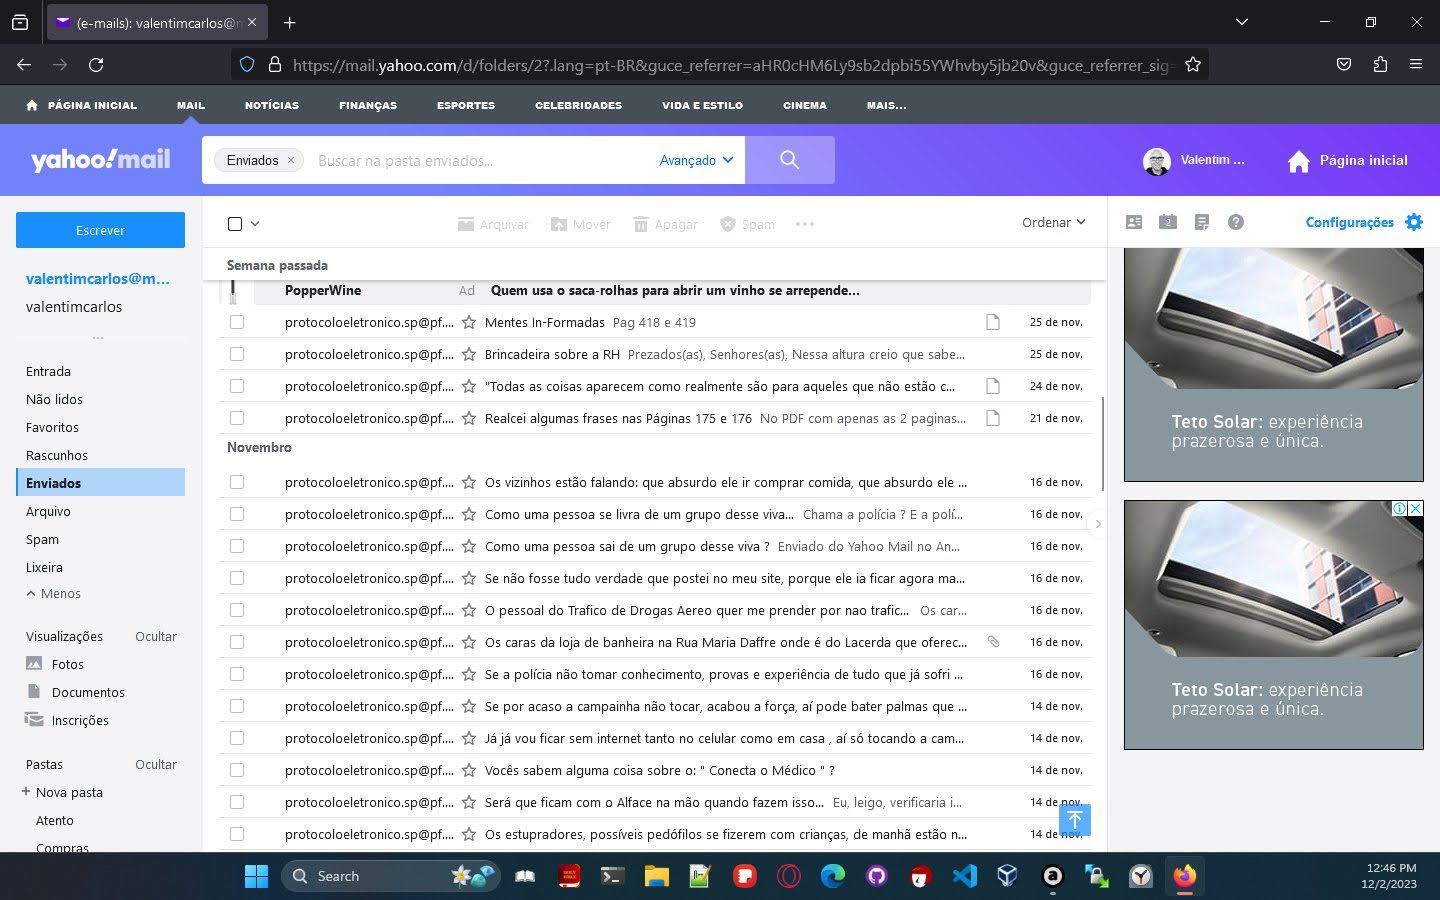 (e-mails): valentimcarlos@m
https://mail.yahoo.com/d/folders/2?.lang=pt-BR&guce_referrer=aHR0cHM6Ly9sb2dpbi55YWhvby5jb20v&guce_referrer_sig=
PÁGINA INICIAL MAIL NOTÍCIAS FINANÇAS ESPORTES CELEBRIDADES VIDA E ESTILO CINEMA MAIS...
yahoo!mail
Enviados × Buscar na pasta enviados... Avançado
Valentim ... Página inicial
Escrever
Arquivar Mover Apagar Spam ••• Ordenar
2 Configurações
valentimcarlos@m...
valentimcarlos
Entrada
Não lidos
Favoritos
Rascunhos
Enviados
Arquivo
Spam
Lixeira
Menos
Visualizações Ocultar
Fotos
Documentos
Inscrições
Pastas Ocultar
+ Nova pasta
Atento
Compras
Semana passada
PopperWine Ad Quem usa o saca-rolhas para abrir um vinho se arrepende...
protocoloeletronico.sp@pf.... Mentes In-Formadas Pag 418 e 419 25 de nov.
protocoloeletronico.sp@pf.... Brincadeira sobre a RH Prezados(as), Senhores(as), Nessa altura creio que sabe... 25 de nov.
protocoloeletronico.sp@pf.... "Todas as coisas aparecem como realmente são para aqueles que não estão c... 24 de nov.
protocoloeletronico.sp@pf.... Realcei algumas frases nas Páginas 175 e 176 No PDF com apenas as 2 paginas... 21 de nov.
Novembro
protocoloeletronico.sp@pf.... Os vizinhos estão falando: que absurdo ele ir comprar comida, que absurdo ele ... 16 de nov.
protocoloeletronico.sp@pf.... Como uma pessoa se livra de um grupo desse viva... Chama a polícia ? E a polí... 16 de nov.
protocoloeletronico.sp@pf.... Como uma pessoa sai de um grupo desse viva ? Enviado do Yahoo Mail no An... 16 de nov.
protocoloeletronico.sp@pf.... Se não fosse tudo verdade que postei no meu site, porque ele ia ficar agora ma... 16 de nov.
protocoloeletronico.sp@pf.... O pessoal do Trafico de Drogas Aereo quer me prender por nao trafic... Os car... 16 de nov.
protocoloeletronico.sp@pf.... Os caras da loja de banheira na Rua Maria Daffre onde é do Lacerda que oferec... 16 de nov.
protocoloeletronico.sp@pf.... Se a polícia não tomar conhecimento, provas e experiência de tudo que já sofri ... 16 de nov.
protocoloeletronico.sp@pf.... Se por acaso a campainha não tocar, acabou a força, aí pode bater palmas que ... 14 de nov.
protocoloeletronico.sp@pf.... Já já vou ficar sem internet tanto no celular como em casa , aí só tocando a cam... 14 de nov.
protocoloeletronico.sp@pf.... Vocês sabem alguma coisa sobre o: " Conecta o Médico " ? 14 de nov.
protocoloeletronico.sp@pf.... Será que ficam com o Alface na mão quando fazem isso... Eu, leigo, verificaria i... 14 de nov.
protocoloeletronico.sp@pf.... Os estupradores, possíveis pedófilos se fizerem com crianças, de manhã estão n... 14 de nov.
Teto Solar: experiência
prazerosa e única.
Teto Solar: experiência
prazerosa e única.
Search
12:46 PM
12/2/2023